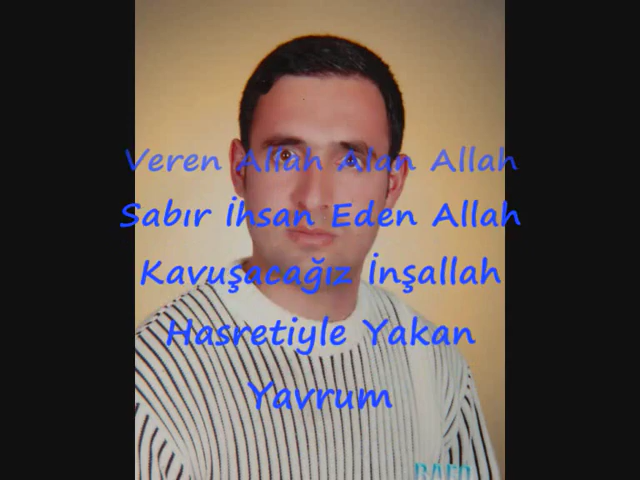 Veren Allah Alan Allah
Sabır İhsan Eden Allah
Kavuşacağız İnşallah
Hasretiyle Yakan
Yavrum